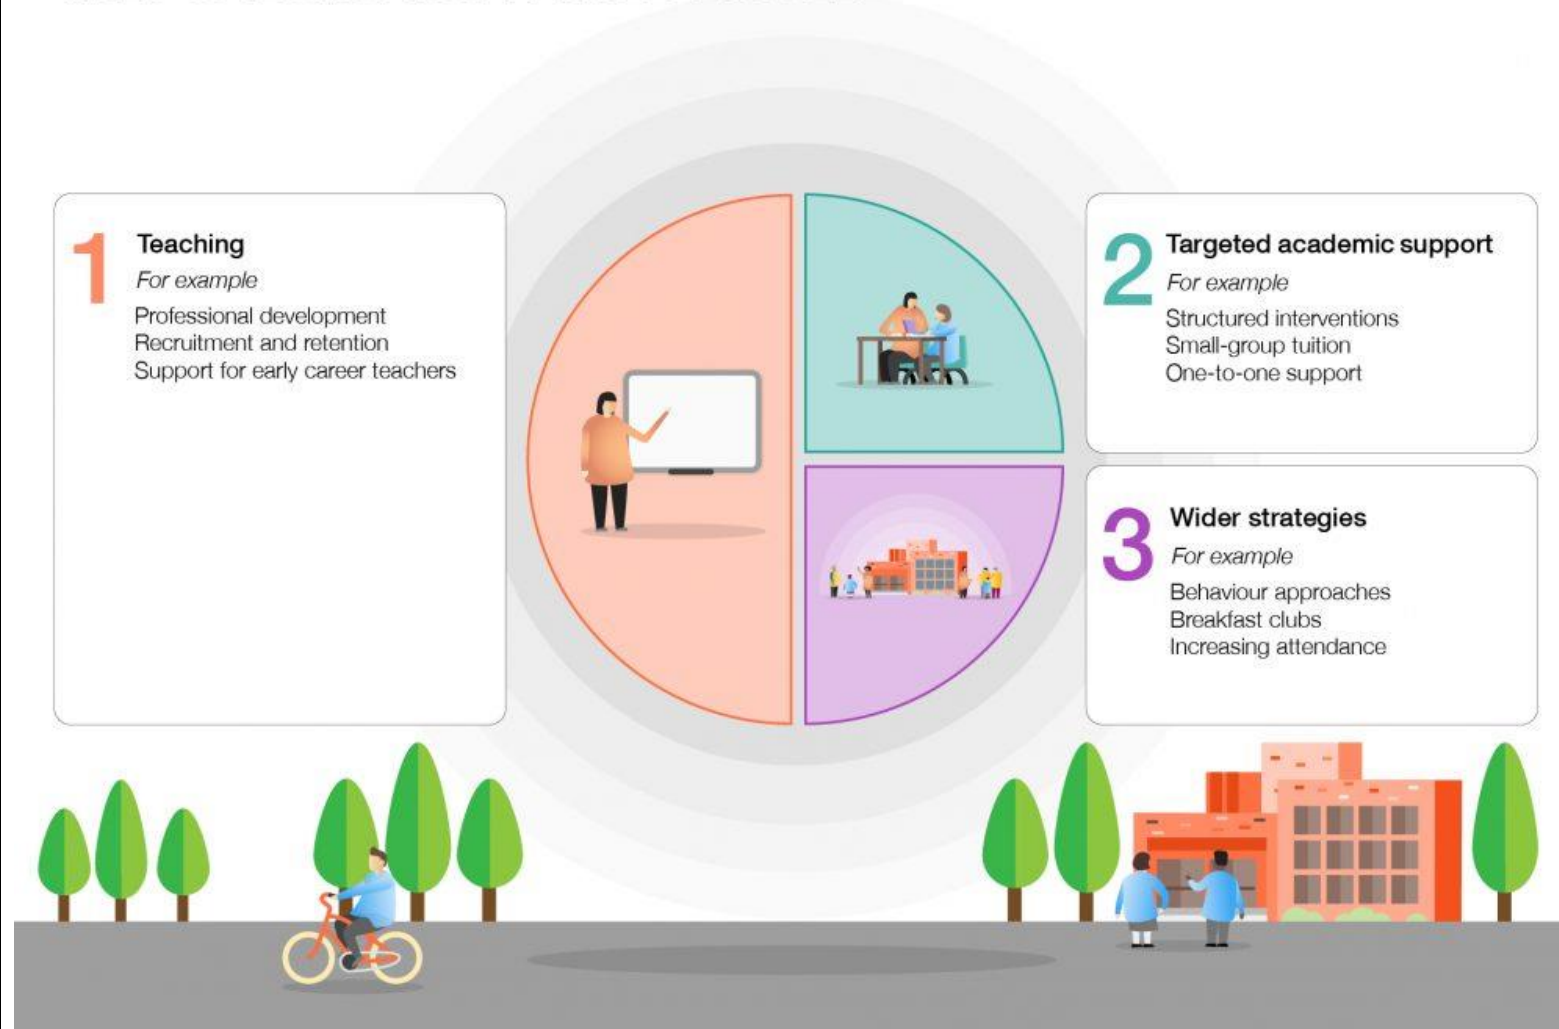 1
Teaching
For example
Professional development
Recruitment and retention
Support for early career teachers
2
Targeted academic support
For example
Structured interventions
Small-group tuition
One-to-one support
3
Wider strategies
For example
Behaviour approaches
Breakfast clubs
Increasing attendance